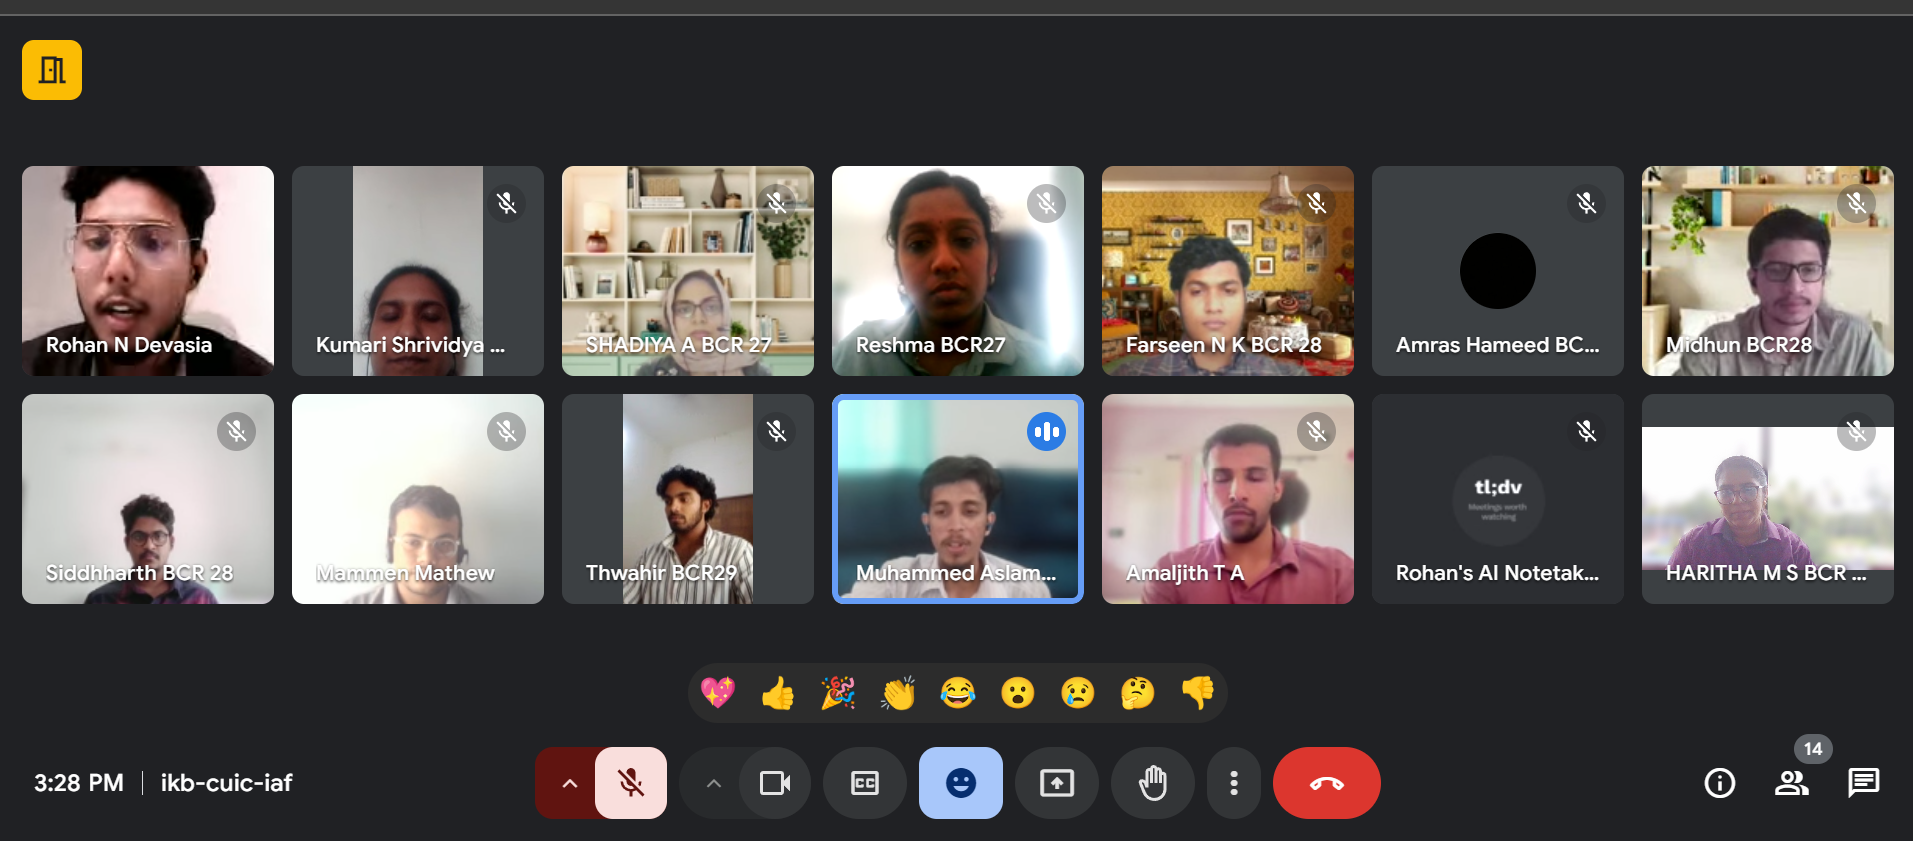 Rohan N Devasia
Kumari Shrividya ...
SHADIYA A BCR 27
Reshma BCR27
Farseen N K BCR 28
Amras Hameed BC...
Midhun BCR28
Siddhharth BCR 28
Mammen Mathew
Thwahir BCR29
Muhammed Aslam...
Amaljith T A
tl;dv
Meetings worth
watching
Rohan's AI Notetak...
HARITHA M S BCR ...
3:28 PM | ikb-cuic-iaf
CC
14